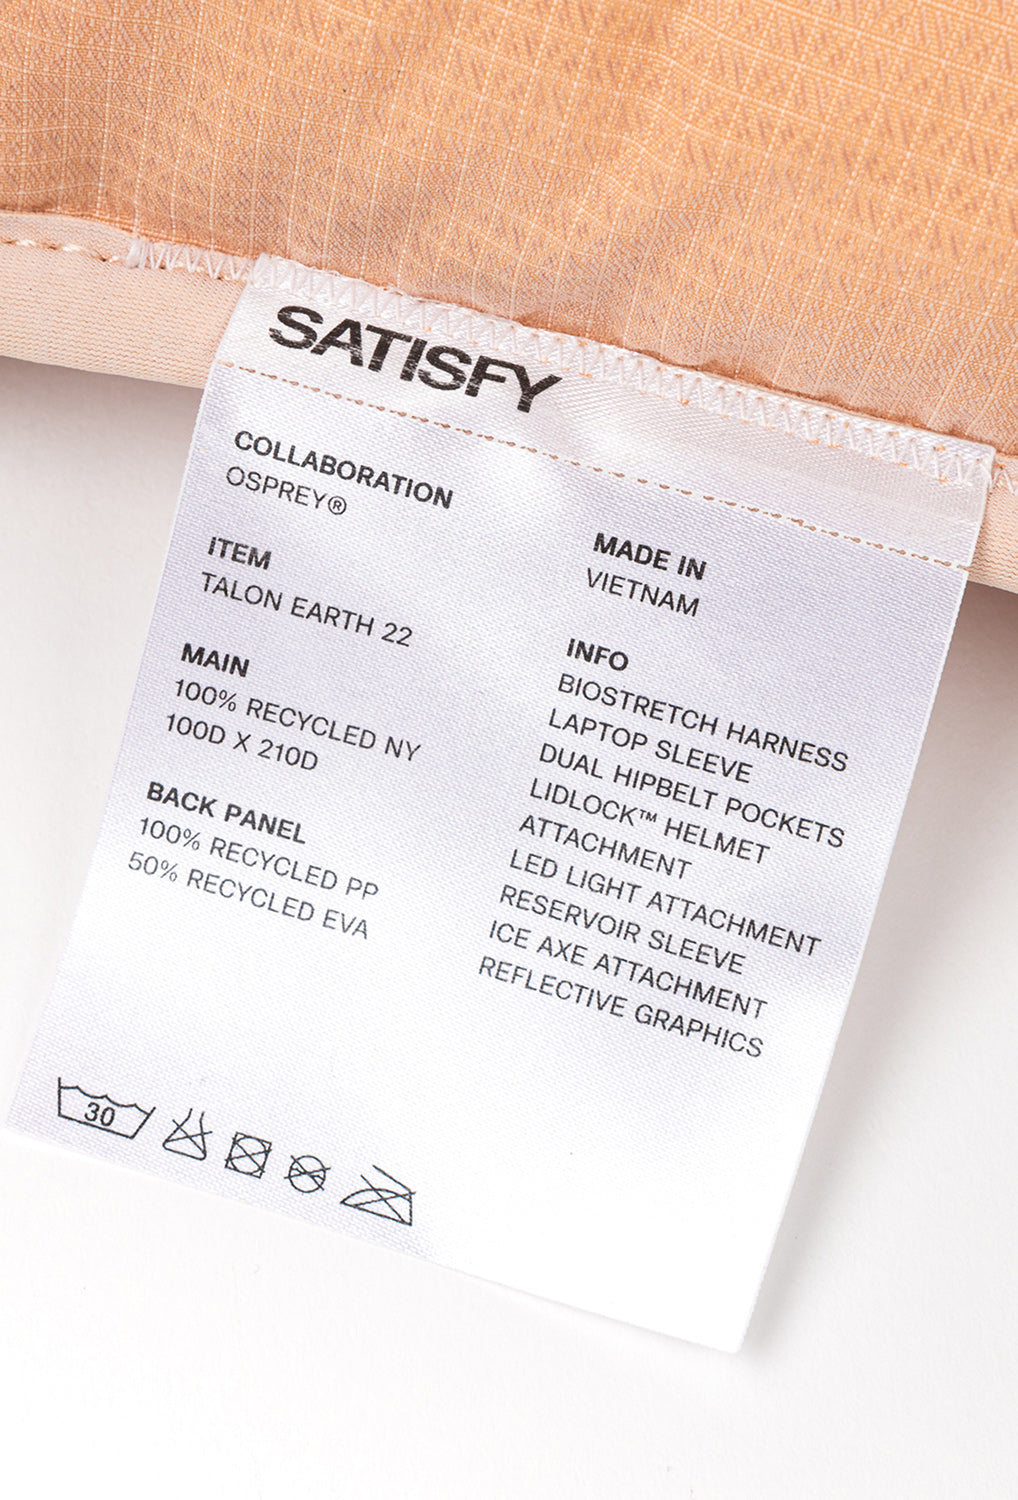 SATISFY
COLLABORATION
OSPREY®
ITEM
TALON EARTH 22
MAIN
100% RECYCLED NY
100D X 210D
BACK PANEL
100% RECYCLED PP
50% RECYCLED EVA
MADE IN
VIETNAM
INFO
BIOSTRETCH HARNESS
LAPTOP SLEEVE
DUAL HIPBELT POCKETS
LIDLOCK™ HELMET
ATTACHMENT
LED LIGHT ATTACHMENT
RESERVOIR SLEEVE
ICE AXE ATTACHMENT
REFLECTIVE GRAPHICS
30